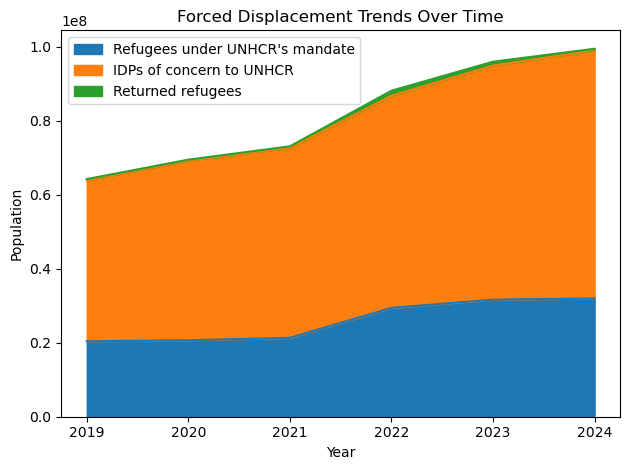 Forced Displacement Trends Over Time
1e8
Refugees under UNHCR's mandate
IDPs of concern to UNHCR
Returned refugees
1.0
0.8
0.6
0.4
0.2
0.0
Population
2019 2020 2021 2022 2023 2024
Year